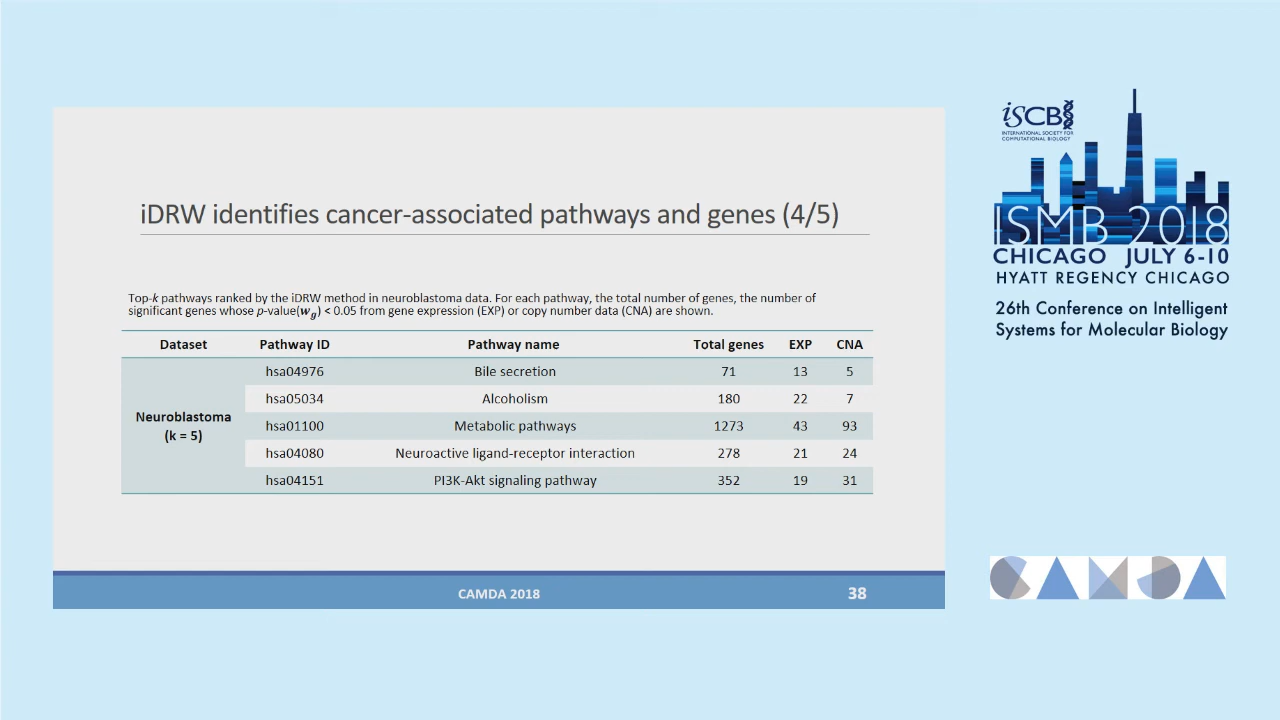 iDRW identifies cancer-associated pathways and genes (4/5)
Top-k pathways ranked by the iDRW method in neuroblastoma data. For each pathway, the total number of genes, the number of
significant genes whose p-value(wg) < 0.05 from gene expression (EXP) or copy number data (CNA) are shown.
Dataset Pathway ID Pathway name Total genes EXP CNA
Neuroblastoma
(k = 5)
hsa04976 Bile secretion 71 13 5
hsa05034 Alcoholism 180 22 7
hsa01100 Metabolic pathways 1273 43 93
hsa04080 Neuroactive ligand-receptor interaction 278 21 24
hsa04151 PI3K-Akt signaling pathway 352 19 31
CAMDA 2018 38
iSCB
INTERNATIONAL SOCIETY FOR
COMPUTATIONAL BIOLOGY
ISMB 2018
CHICAGO JULY 6-10
HYATT REGENCY CHICAGO
26th Conference on Intelligent
Systems for Molecular Biology
CAMDA